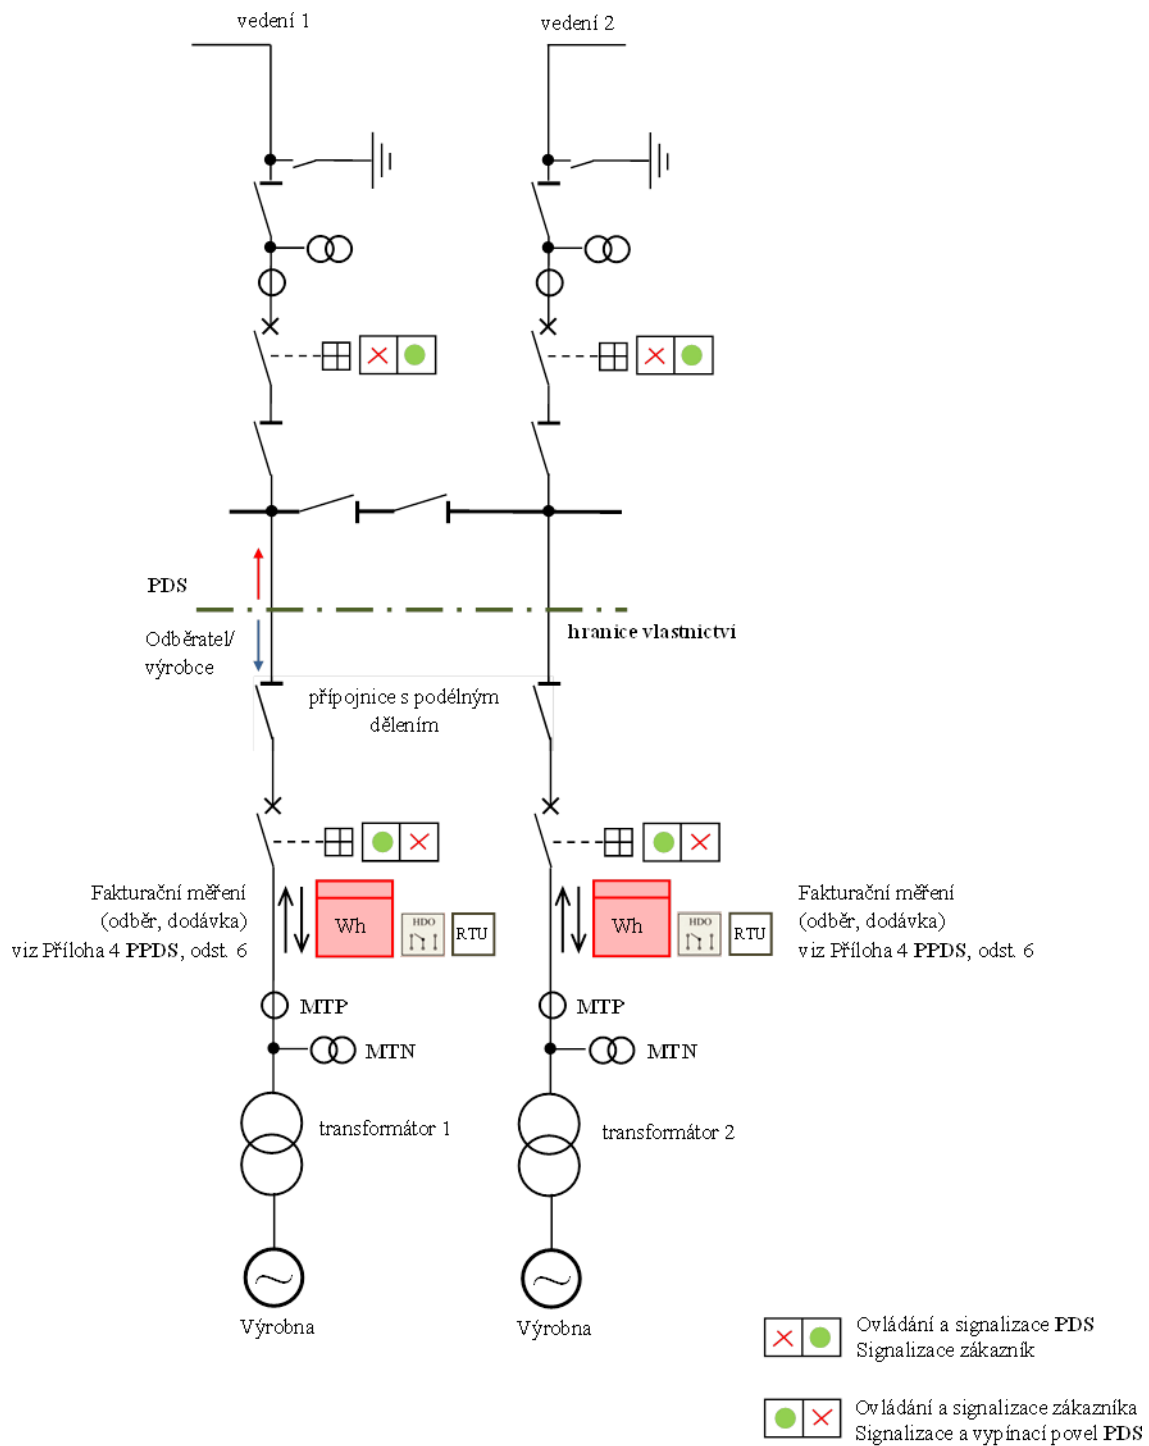 vedení 1
vedení 2
PDS
Odběratel/
výrobce
hranice vlastnictví
přípojnice s podélným
dělením
Fakturační měření
(odběr, dodávka)
viz Příloha 4 PPDS, odst. 6
Wh
HDO
RTU
Wh
HDO
RTU
Fakturační měření
(odběr, dodávka)
viz Příloha 4 PPDS, odst. 6
MTP
MTP
MTN
MTN
transformátor 1
transformátor 2
Výrobna
Výrobna
Ovládání a signalizace PDS
Signalizace zákazník
Ovládání a signalizace zákazníka
Signalizace a vypínací povel PDS